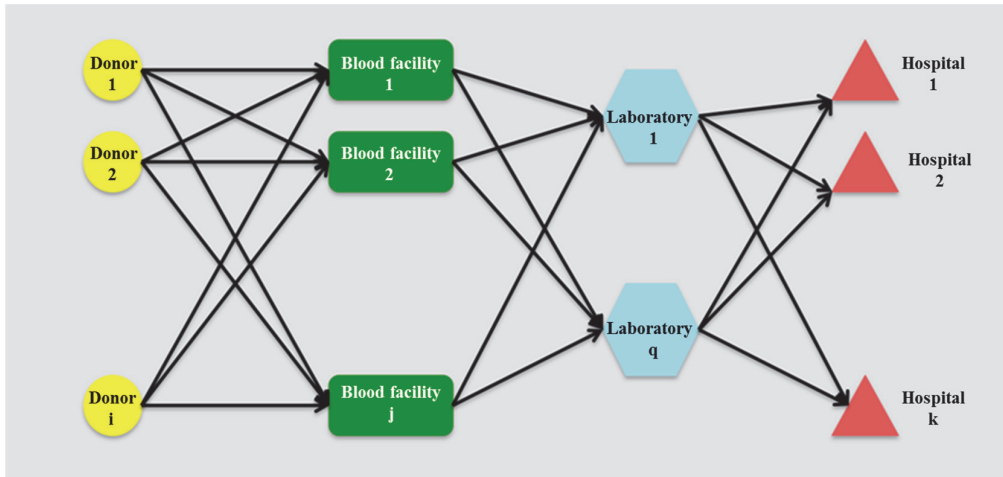 Donor
1
Blood facility
1
Laboratory
1
Hospital
1
Donor
2
Blood facility
2
Hospital
2
Laboratory
q
Donor
i
Blood facility
j
Hospital
k